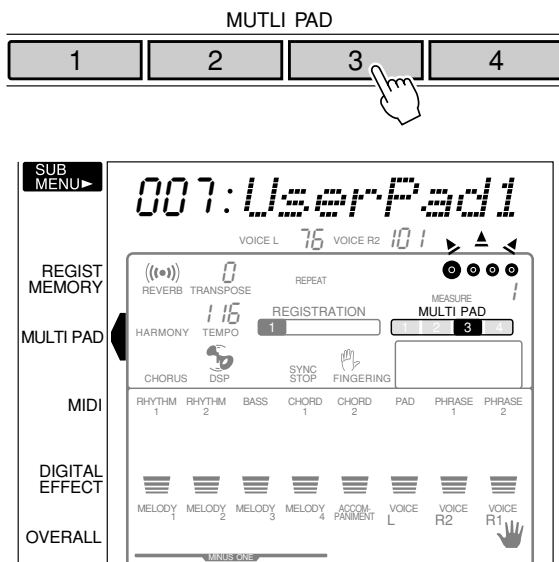 MUTLI PAD
1 2 3 4
SUB MENU►
007:UserPad1
VOICE L 76 VOICE R2 101
REGIST MEMORY
REVERB 0 TRANSPOSE REPEAT MEASURE 1
116 REGISTRATION MULTI PAD
MULTI PAD HARMONY TEMPO 1 1 2 3 4
CHORUS DSP SYNC STOP FINGERING
MIDI
RHYTHM 1 RHYTHM 2 BASS CHORD 1 CHORD 2 PAD PHRASE 1 PHRASE 2
DIGITAL EFFECT
MELODY 1 MELODY 2 MELODY 3 MELODY 4 ACCOM-PANIMENT VOICE L VOICE R2 VOICE R1
OVERALL
MINUS ONE